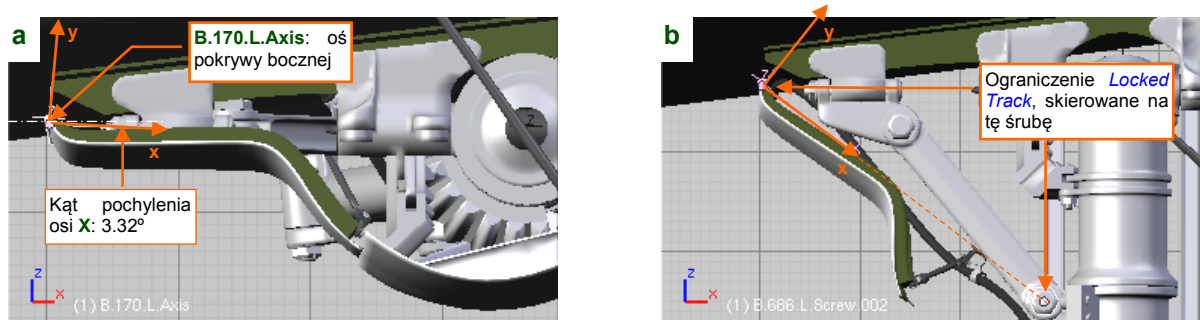 a
y
B.170.L.Axis: oś
pokrywy bocznej
z
x
Kąt pochylenia
osi X: 3.32º
z
x
(1) B.170.L.Axis
b
y
Ograniczenie Locked
Track, skierowane na
tę śrubę
x
z
x
(1) B.686.L.Screw.002